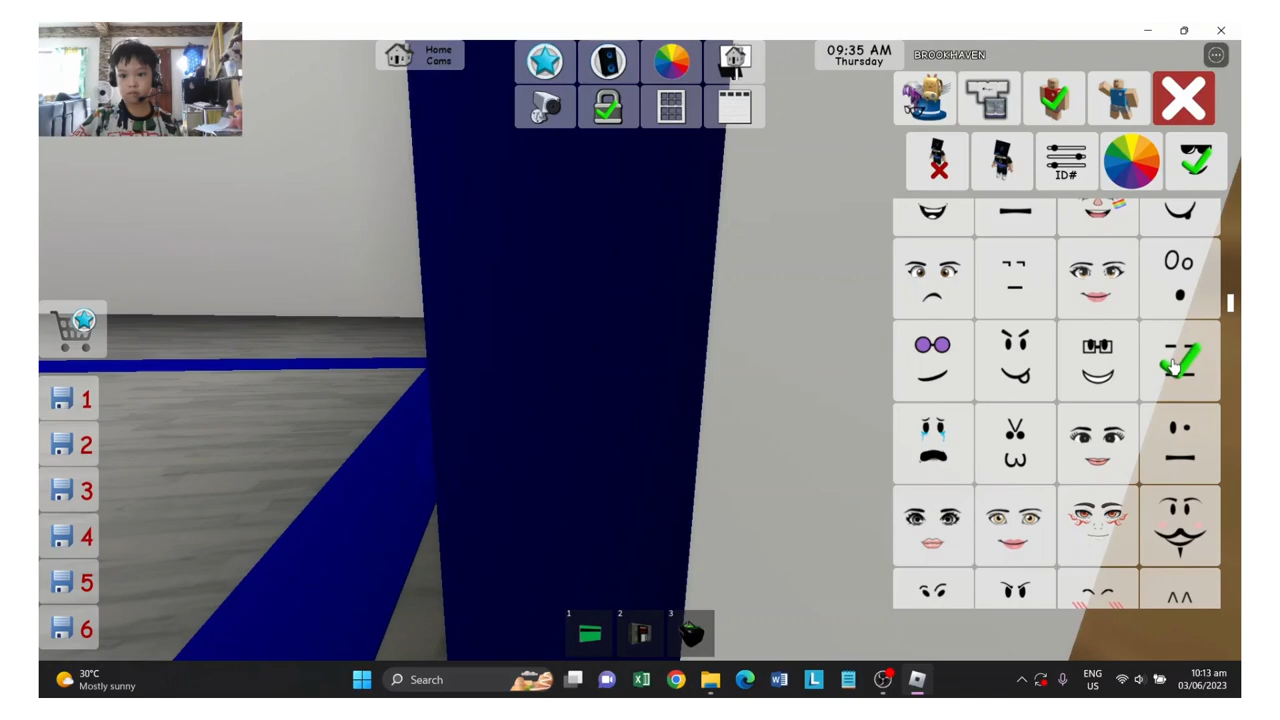 Home
Cams
09:35 AM
Thursday
BROOKHAVEN
ID#
1
2
3
4
5
6
1
2
3
30°C
Mostly sunny
Search
ENG
US
10:13 am
03/06/2023